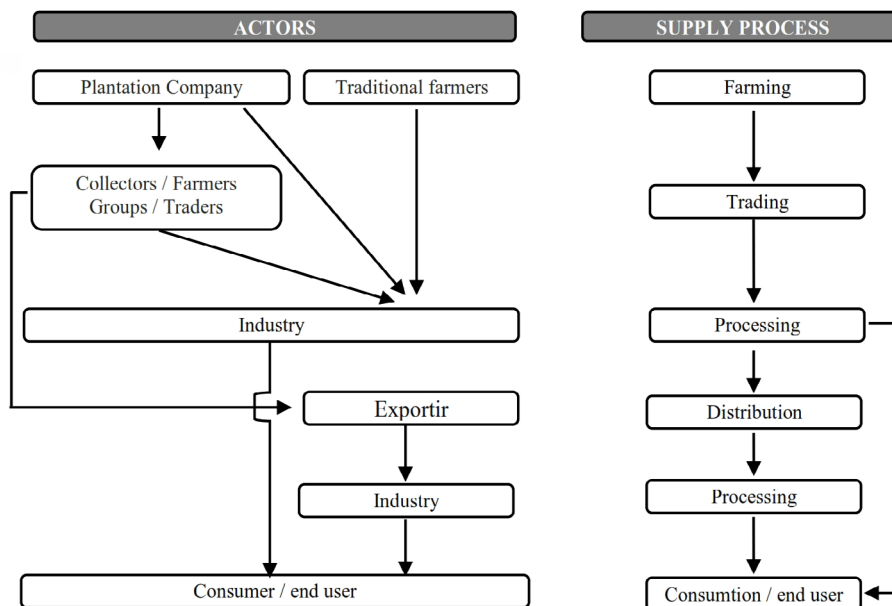 ACTORS
SUPPLY PROCESS
Plantation Company
Traditional farmers
Farming
Collectors / Farmers
Groups / Traders
Trading
Industry
Processing
Exportir
Distribution
Industry
Processing
Consumer / end user
Consumtion / end user